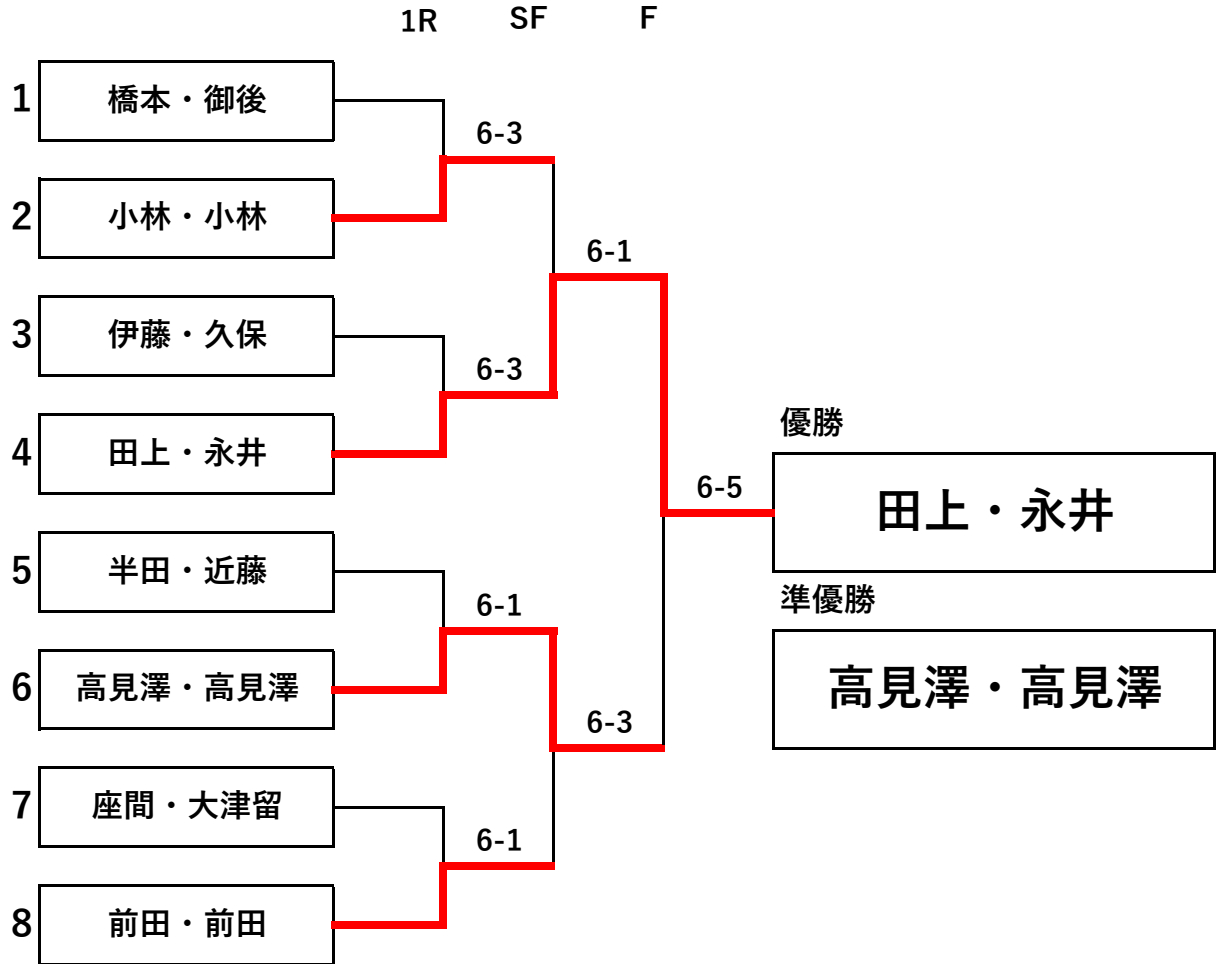 1R SF F
1 橋本・御後
6-3
2 小林・小林
6-1
3 伊藤・久保
6-3
4 田上・永井
優勝
6-5
田上・永井
5 半田・近藤
準優勝
6-1
6 高見澤・高見澤
高見澤・高見澤
6-3
7 座間・大津留
6-1
8 前田・前田